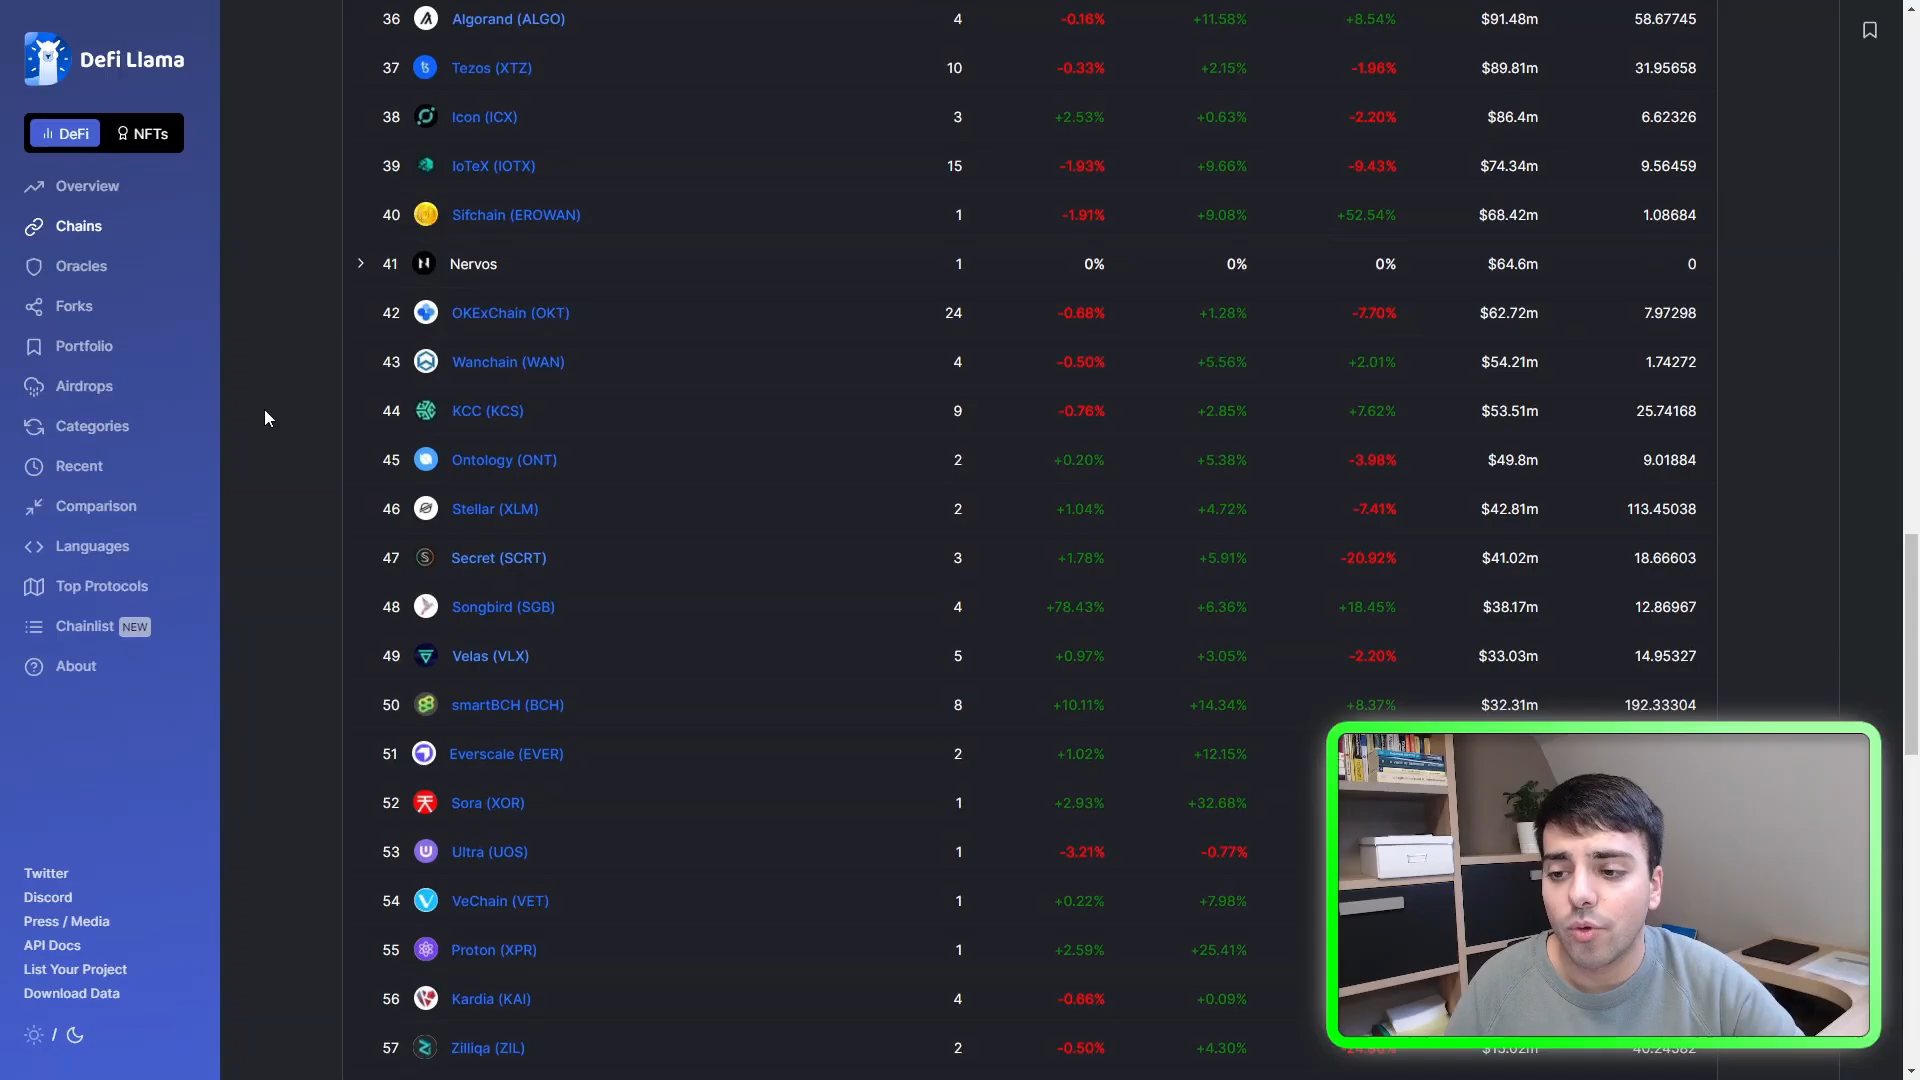 Defi Llama
DeFi
NFTs
Overview
Chains
Oracles
Forks
Portfolio
Airdrops
Categories
Recent
Comparison
Languages
Top Protocols
Chainlist NEW
About
Twitter
Discord
Press / Media
API Docs
List Your Project
Download Data
/
36 Algorand (ALGO) 4 -0.16% +11.58% +8.54% $91.48m 58.67745
37 Tezos (XTZ) 10 -0.33% +2.15% -1.96% $89.81m 31.95658
38 Icon (ICX) 3 +2.53% +0.63% -2.20% $86.4m 6.62326
39 IoTeX (IOTX) 15 -1.93% +9.66% -9.43% $74.34m 9.56459
40 Sifchain (EROWAN) 1 -1.91% +9.08% +52.54% $68.42m 1.08684
41 Nervos 1 0% 0% 0% $64.6m 0
42 OKExChain (OKT) 24 -0.68% +1.28% -7.70% $62.72m 7.97298
43 Wanchain (WAN) 4 -0.50% +5.56% +2.01% $54.21m 1.74272
44 KCC (KCS) 9 -0.76% +2.85% +7.62% $53.51m 25.74168
45 Ontology (ONT) 2 +0.20% +5.38% -3.98% $49.8m 9.01884
46 Stellar (XLM) 2 +1.04% +4.72% -7.41% $42.81m 113.45038
47 Secret (SCRT) 3 +1.78% +5.91% -20.92% $41.02m 18.66603
48 Songbird (SGB) 4 +78.43% +6.36% +18.45% $38.17m 12.86967
49 Velas (VLX) 5 +0.97% +3.05% -2.20% $33.03m 14.95327
50 smartBCH (BCH) 8 +10.11% +14.34% +8.37% $32.31m 192.33304
51 Everscale (EVER) 2 +1.02% +12.15%
52 Sora (XOR) 1 +2.93% +32.68%
53 Ultra (UOS) 1 -3.21% -0.77%
54 VeChain (VET) 1 +0.22% +7.98%
55 Proton (XPR) 1 +2.59% +25.41%
56 Kardia (KAI) 4 -0.66% +0.09%
57 Zilliqa (ZIL) 2 -0.50% +4.30%